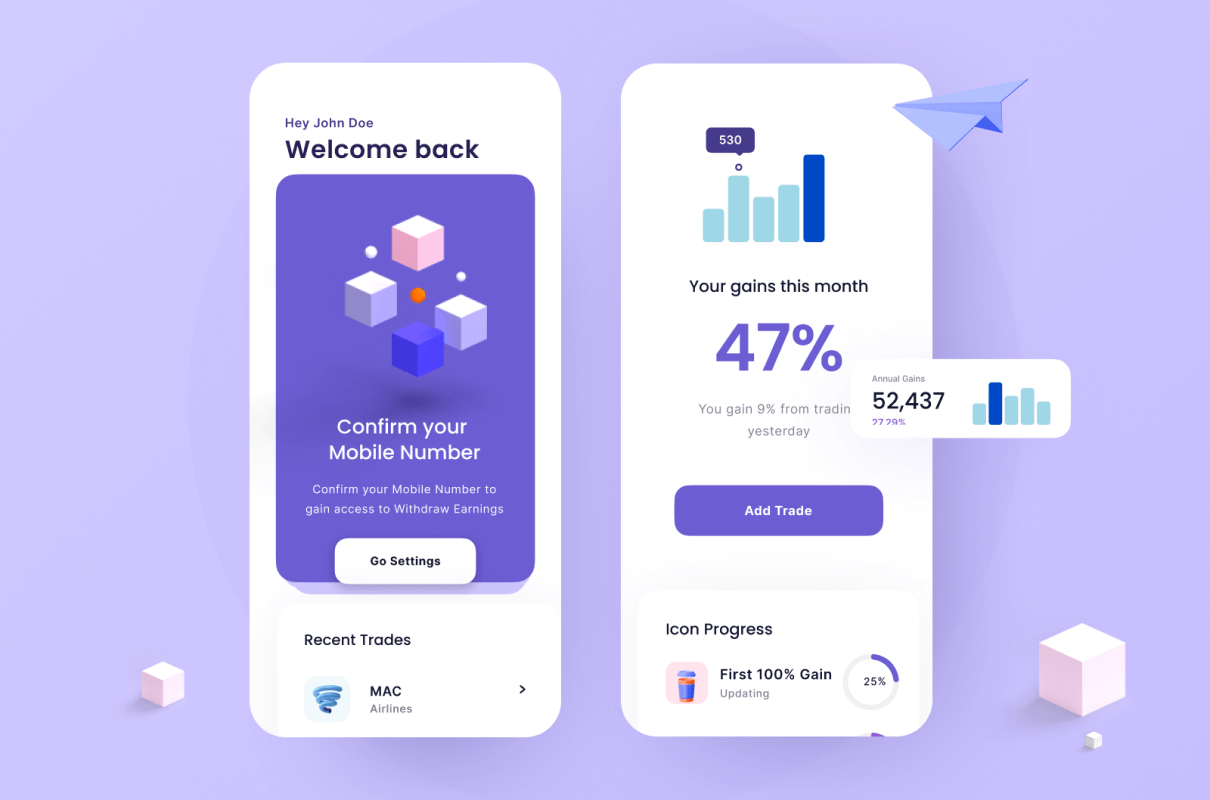 Hey John Doe
Welcome back
Confirm your
Mobile Number
Confirm your Mobile Number to
gain access to Withdraw Earnings
Go Settings
Recent Trades
MAC
Airlines
530
Your gains this month
47%
You gain 9% from tradin
yesterday
Annual Gains
52,437
27.29%
Add Trade
Icon Progress
First 100% Gain
Updating
25%